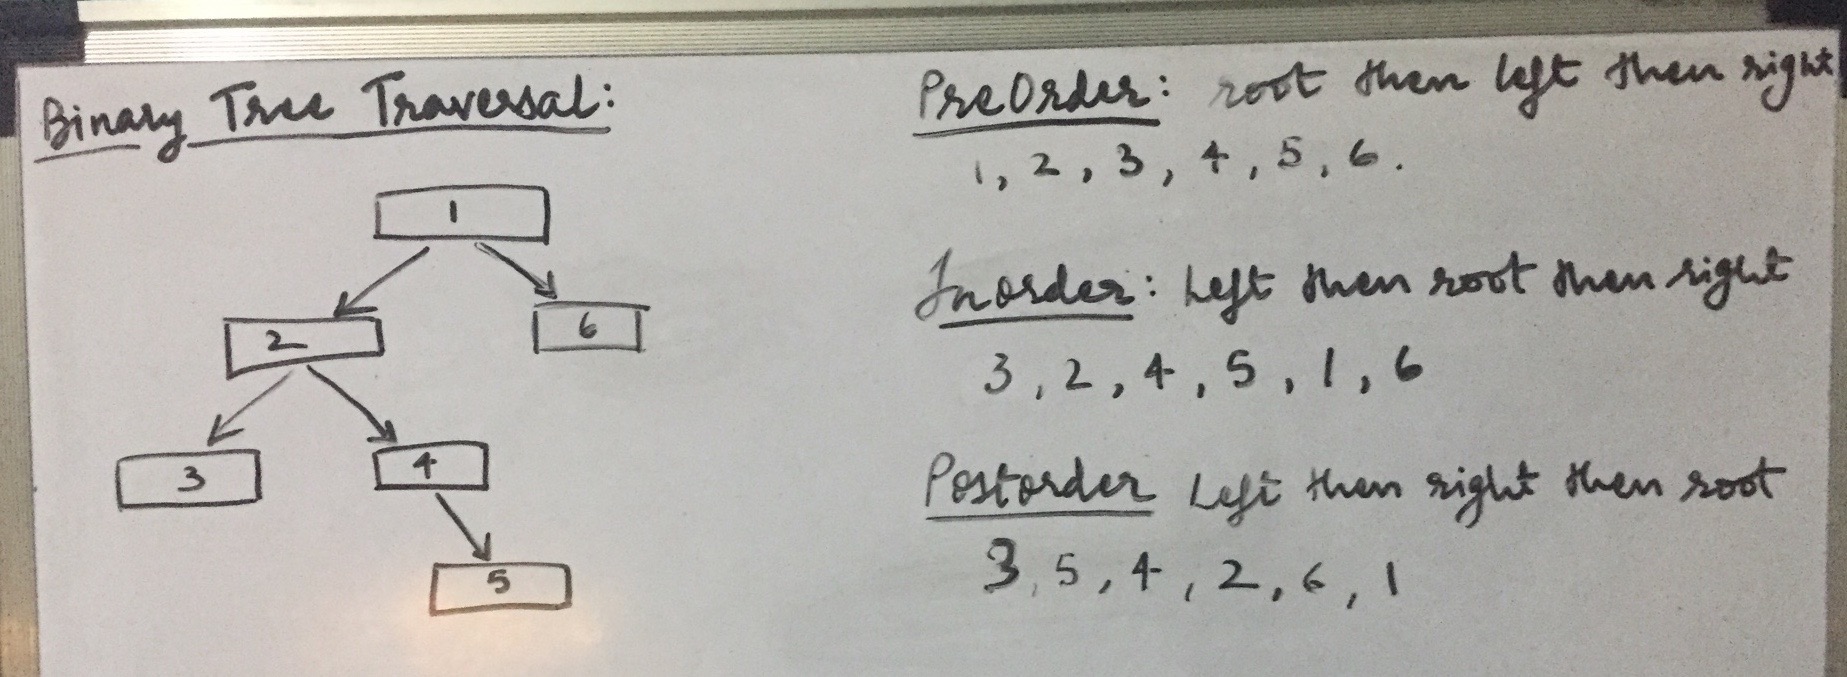 Binary Tree Traversal:
1
2
6
3
4
5
PreOrder: root then left then right
1, 2, 3, 4, 5, 6.
Inorder: Left then root then right
3, 2, 4, 5, 1, 6
Postorder Left then right then root
3, 5, 4, 2, 6, 1